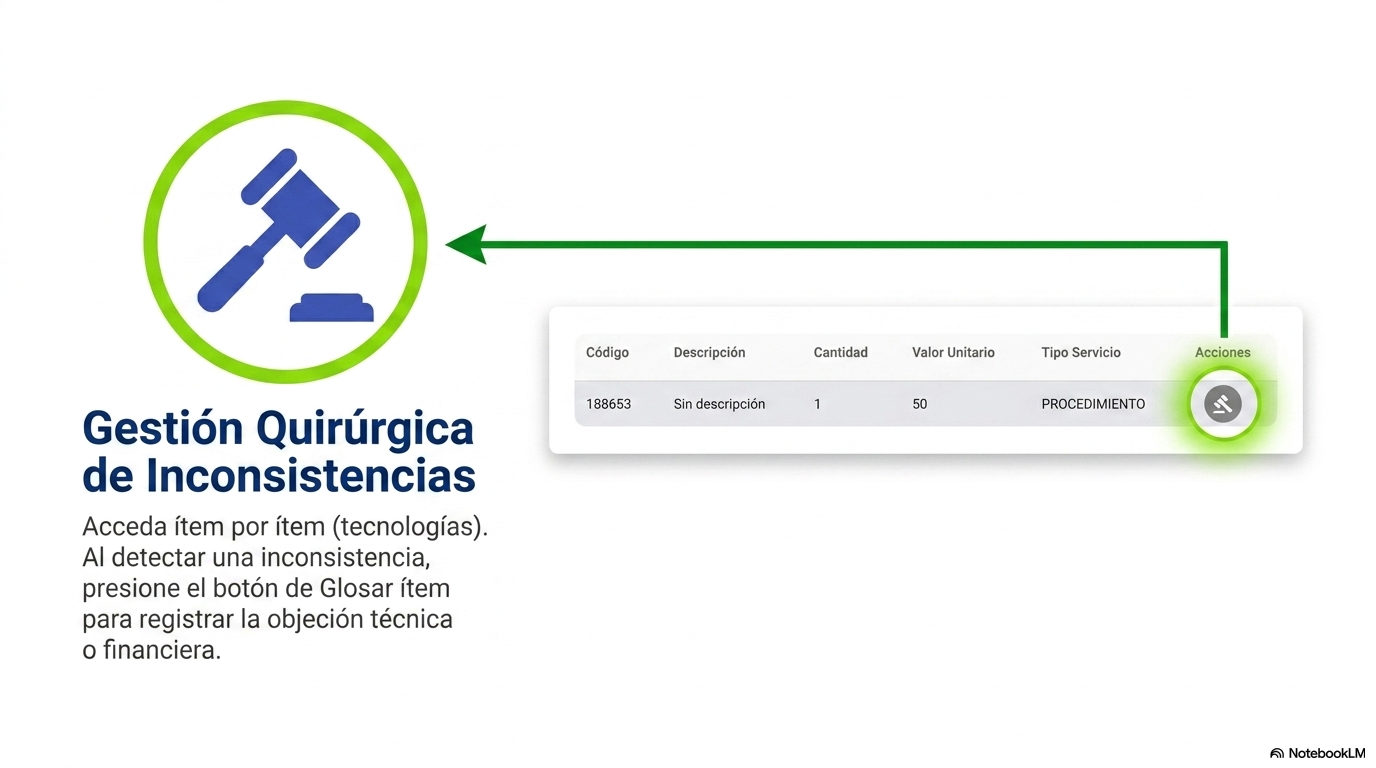 Gestión Quirúrgica
de Inconsistencias
Acceda ítem por ítem (tecnologías).
Al detectar una inconsistencia,
presione el botón de Glosar ítem
para registrar la objeción técnica
o financiera.
Código Descripción Cantidad Valor Unitario Tipo Servicio Acciones
188653 Sin descripción 1 50 PROCEDIMIENTO
NotebookLM